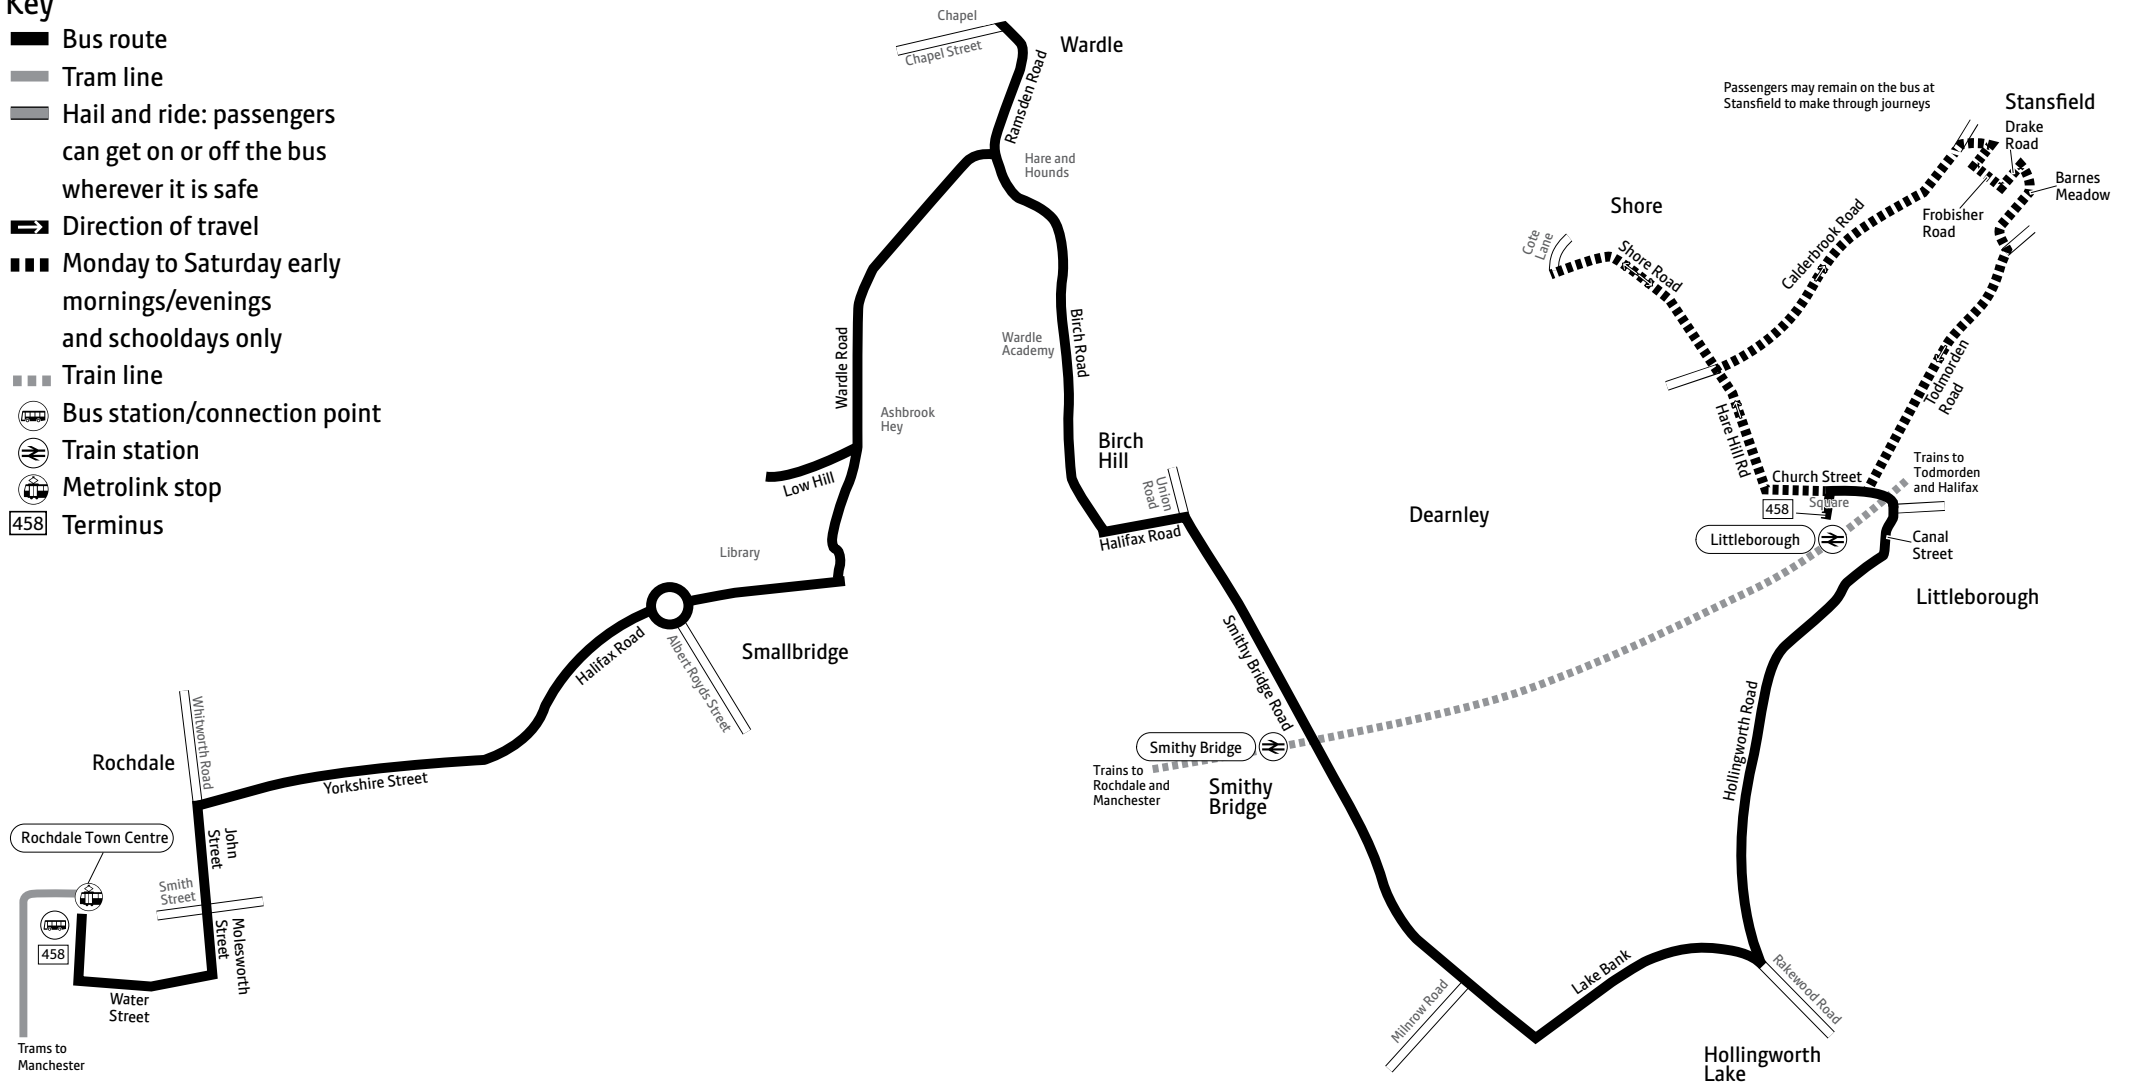 Key
Bus route
Tram line
Hail and ride: passengers
can get on or off the bus
wherever it is safe
Direction of travel
Monday to Saturday early
mornings/evenings
and schooldays only
Train line
Bus station/connection point
Train station
Metrolink stop
458 Terminus
Chapel
Chapel Street
Wardle
Ramsden Road
Hare and
Hounds
Wardle Road
Birch Road
Wardle
Academy
Ashbrook
Hey
Low Hill
Library
Birch
Hill
Union
Road
Halifax Road
Dearnley
Smallbridge
Halifax Road
Albert Royds Street
Whitworth Road
Rochdale
Yorkshire Street
Rochdale Town Centre
John
Street
Smith
Street
Molesworth
Street
458
Water
Street
Trams to
Manchester
Smithy Bridge Road
Smithy Bridge
Trains to
Rochdale and
Manchester
Smithy
Bridge
Milnrow Road
Lake Bank
Rakewood Road
Hollingworth
Lake
Hollingworth Road
Passengers may remain on the bus at
Stansfield to make through journeys
Stansfield
Drake
Road
Barnes
Meadow
Frobisher
Road
Shore
Cote
Lane
Shore Road
Calderbrook Road
Todmorden
Road
Hare Hill Rd
Church Street
Trains to
Todmorden
and Halifax
Square
458
Littleborough
Canal
Street
Littleborough